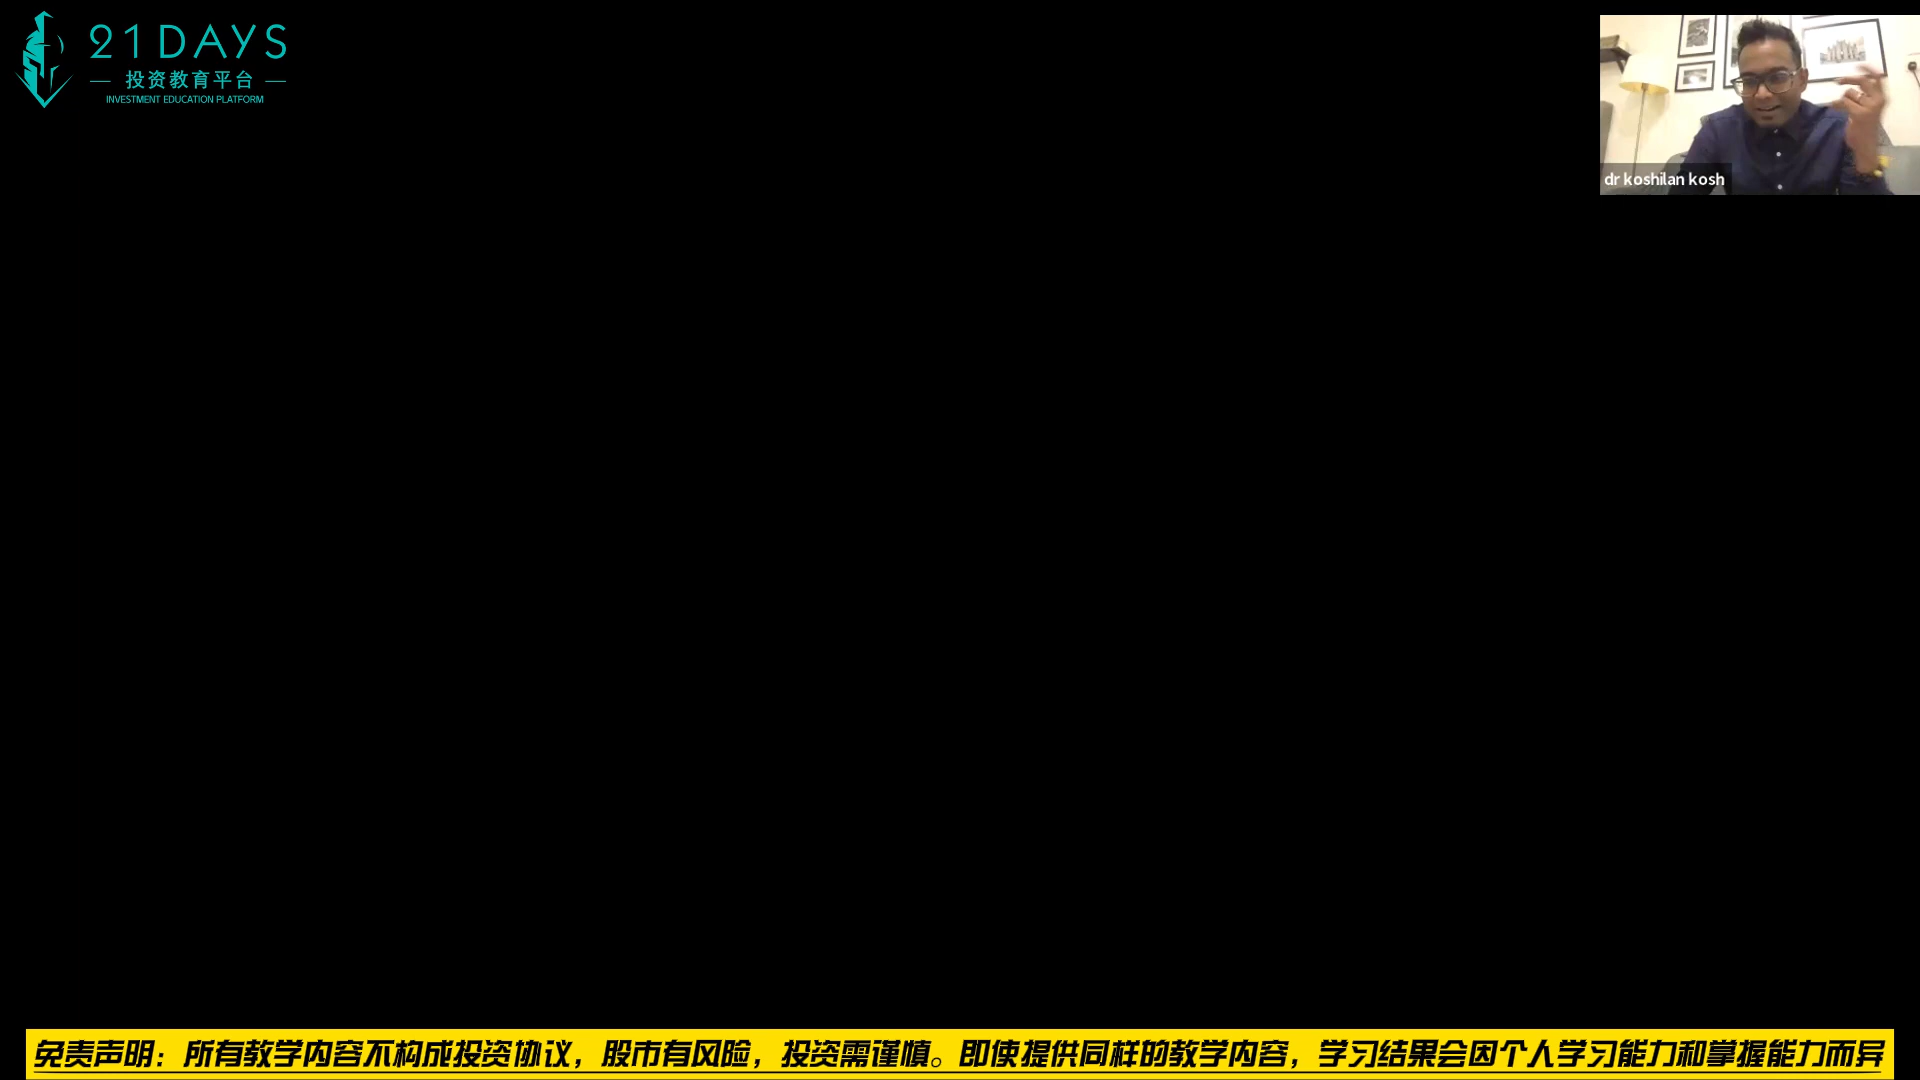 21DAYS
投资教育平台
INVESTMENT EDUCATION PLATFORM
dr koshilan kosh
免责声明：所有教学内容不构成投资协议，股市有风险，投资需谨慎。即使提供同样的教学内容，学习结果会因个人学习能力和掌握能力而异